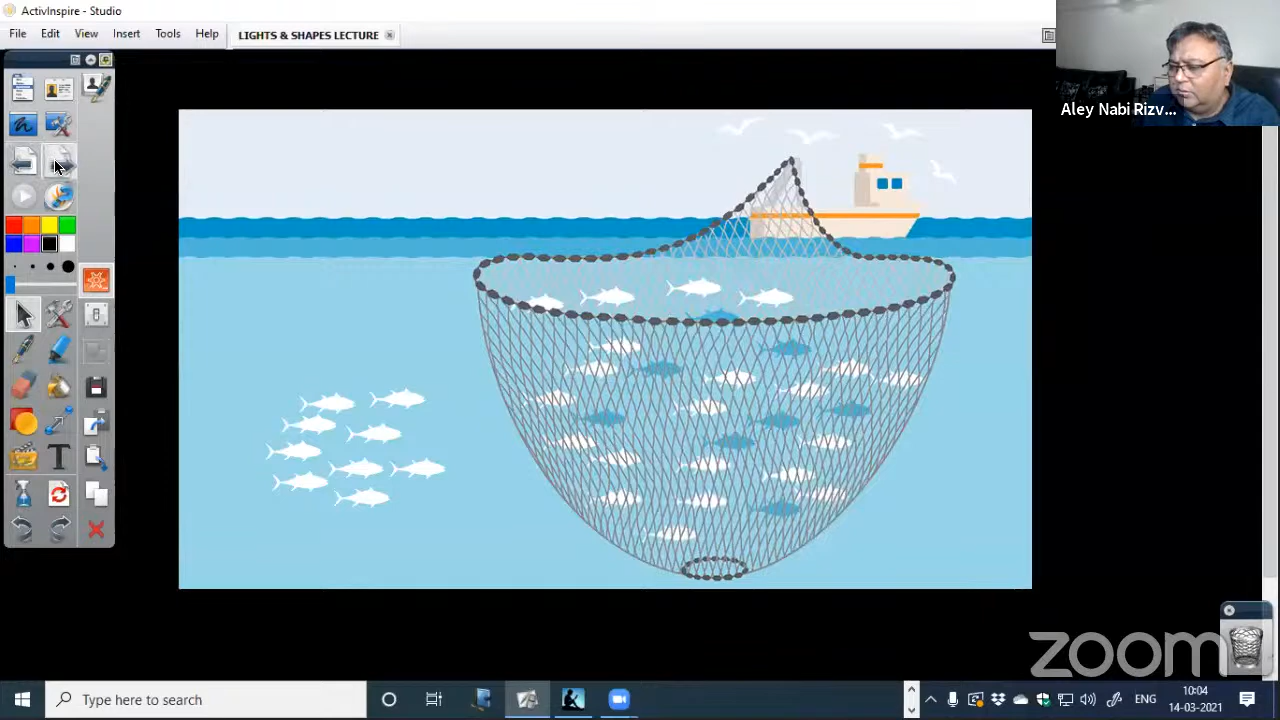 ActivInspire - Studio
File Edit View Insert Tools Help LIGHTS & SHAPES LECTURE
Aley Nabi Rizv...
T
zoom
Type here to search
ENG
10:04
14-03-2021